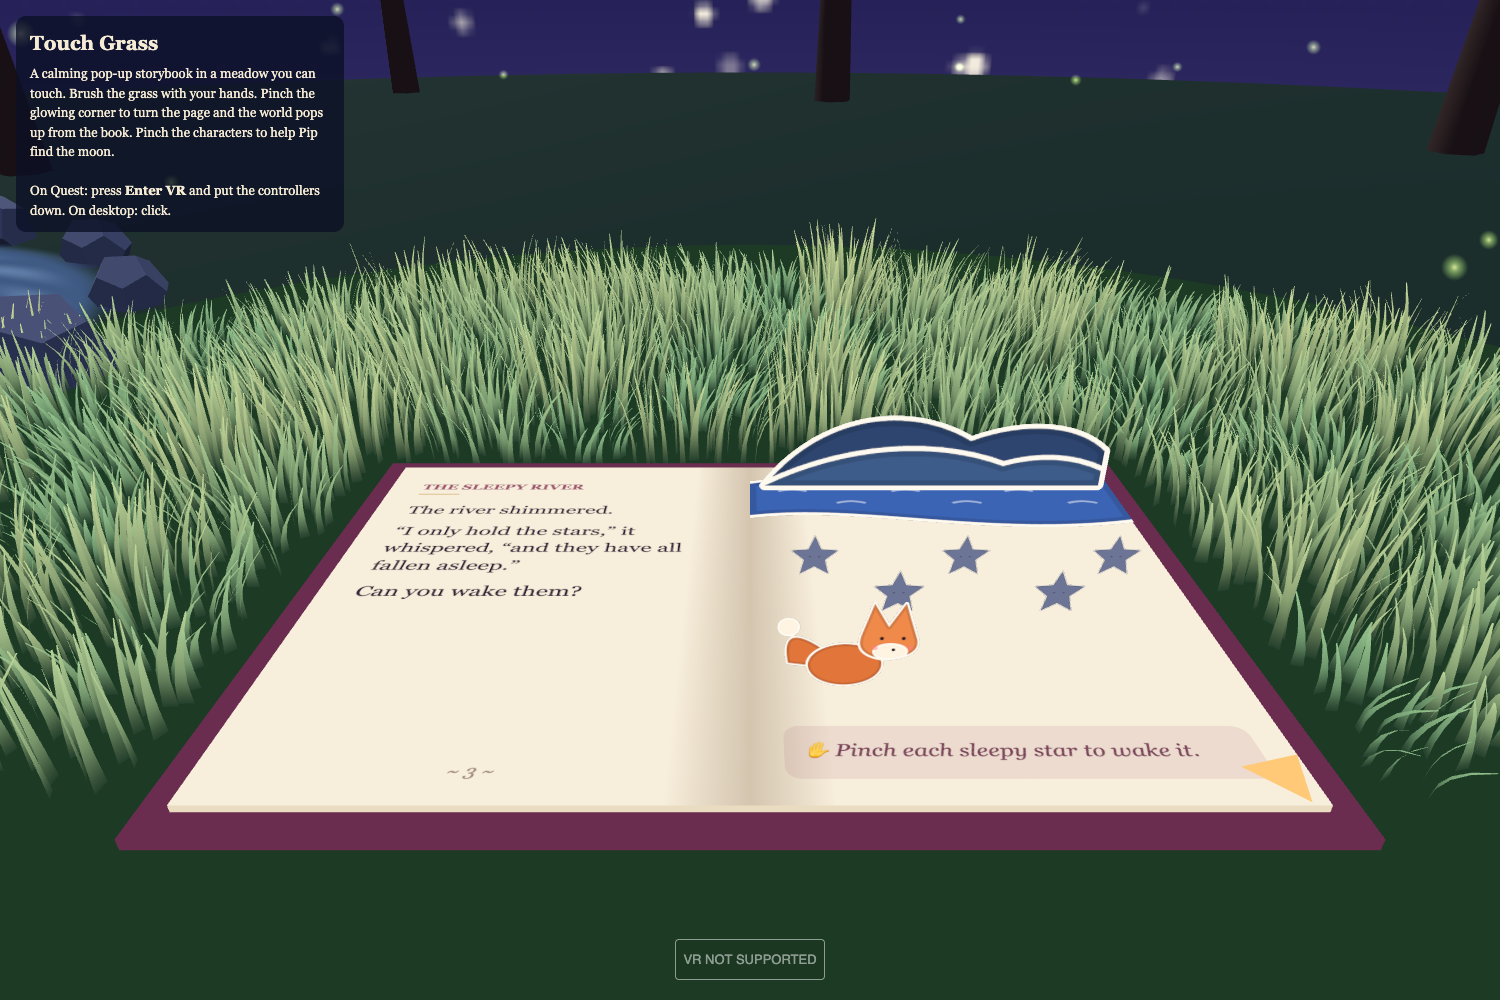 Touch Grass
A calming pop-up storybook in a meadow you can
touch. Brush the grass with your hands. Pinch the
glowing corner to turn the page and the world pops
up from the book. Pinch the characters to help Pip
find the moon.
On Quest: press Enter VR and put the controllers
down. On desktop: click.
THE SLEEPY RIVER
The river shimmered.
“I only hold the stars,” it
whispered, “and they have all
fallen asleep.”
Can you wake them?
~ 3 ~
🖐 Pinch each sleepy star to wake it.
VR NOT SUPPORTED